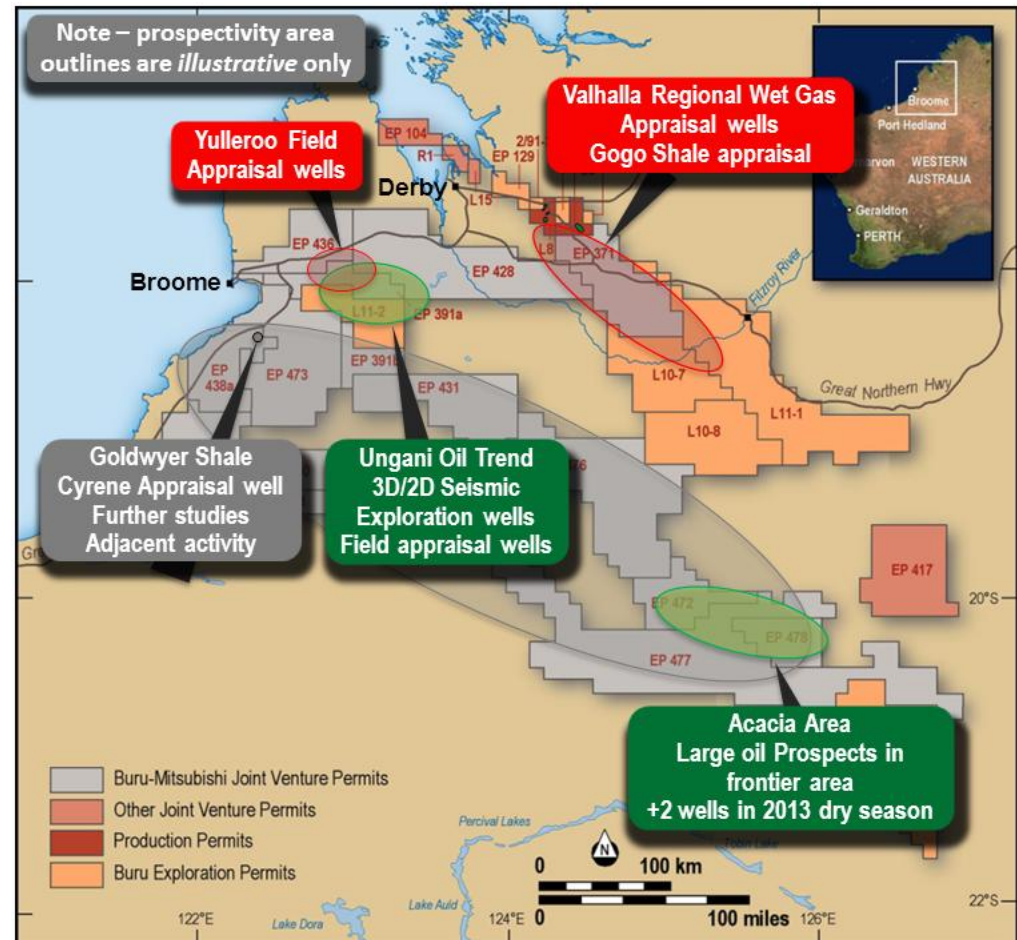 Note – prospectivity area
outlines are illustrative only
Yulleroo Field
Appraisal wells
Valhalla Regional Wet Gas
Appraisal wells
Gogo Shale appraisal
Broome
Port Hedland
WESTERN
AUSTRALIA
Geraldton
PERTH
EP 104
R1
2/91-
EP 129
Derby
L15
L8
EP 371
EP 436
EP 428
Broome
Fitzroy River
L11-2
EP 391a
EP
438a
EP 473
EP 431
L10-7
L11-1
L10-8
Great Northern Hwy
Goldwyer Shale
Cyrene Appraisal well
Further studies
Adjacent activity
Ungani Oil Trend
3D/2D Seismic
Exploration wells
Field appraisal wells
EP 417
20°S
EP 472
EP 478
EP 477
Acacia Area
Large oil Prospects in
frontier area
+2 wells in 2013 dry season
Buru-Mitsubishi Joint Venture Permits
Other Joint Venture Permits
Production Permits
Buru Exploration Permits
Percival Lakes
N
0 100 km
0 100 miles
Lake Auld
Lake Dora
122°E
124°E
126°E
22°S